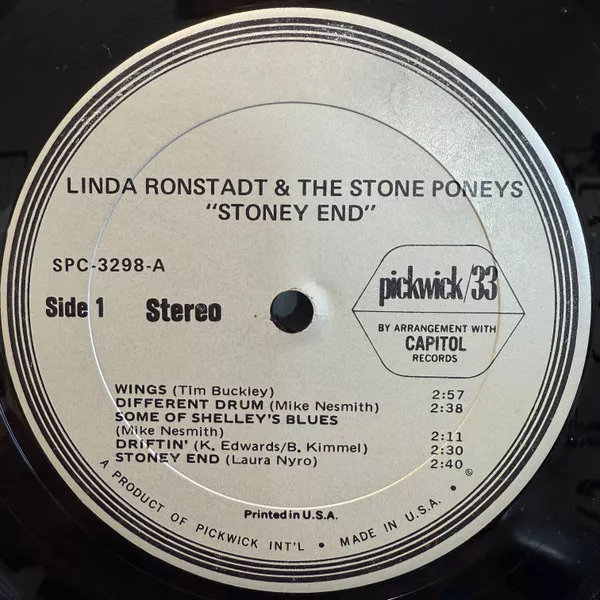 LINDA RONSTADT & THE STONE PONEYS
"STONEY END"
SPC-3298-A
Side 1 Stereo
pickwick/33
BY ARRANGEMENT WITH
CAPITOL
RECORDS
WINGS (Tim Buckley) 2:57
DIFFERENT DRUM (Mike Nesmith) 2:38
SOME OF SHELLEY'S BLUES
(Mike Nesmith) 2:11
DRIFTIN' (K. Edwards/B. Kimmel) 2:30
STONEY END (Laura Nyro) 2:40
Printed in U.S.A.
A PRODUCT OF PICKWICK INT'L • MADE IN U.S.A. • ©